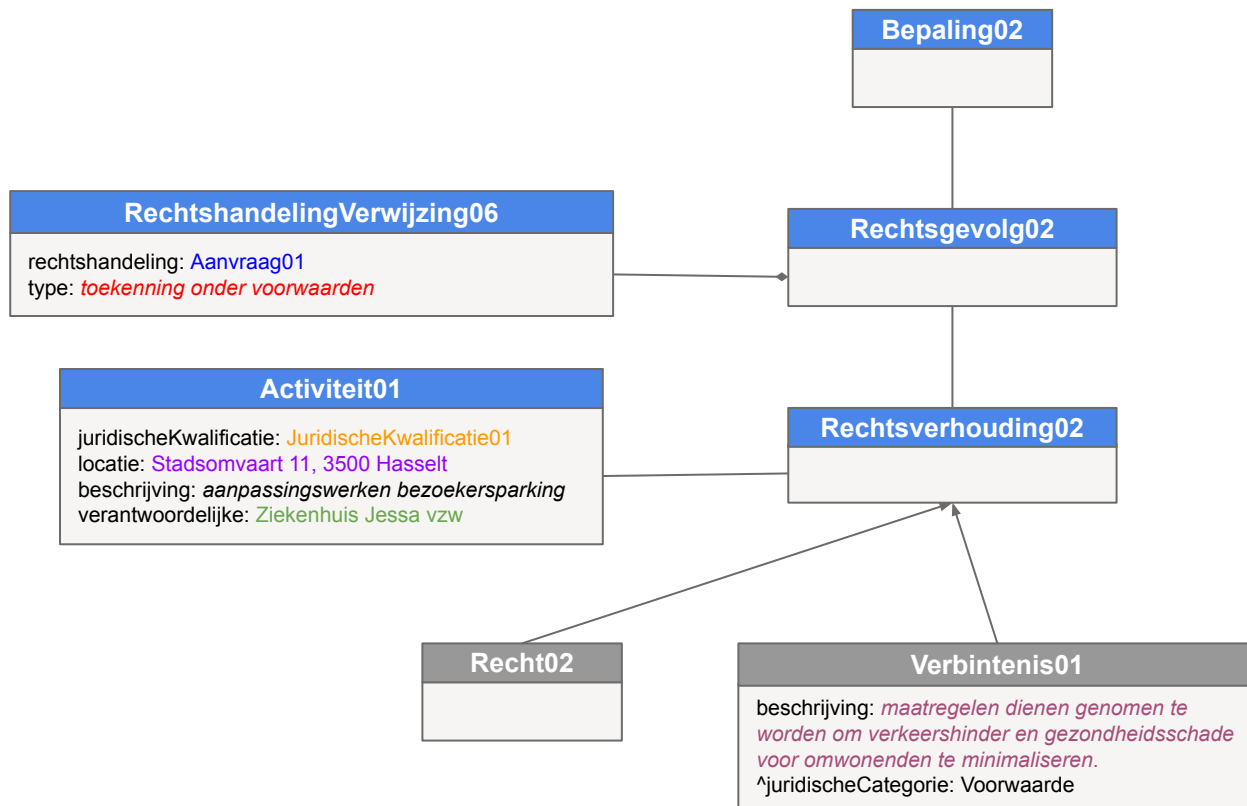 Bepaling02
RechtshandelingVerwijzing06
rechtshandeling: Aanvraag01
type: toekenning onder voorwaarden
Rechtsgevolg02
Activiteit01
juridischeKwalificatie: JuridischeKwalificatie01
locatie: Stadsomvaart 11, 3500 Hasselt
beschrijving: aanpassingswerken bezoekersparking
verantwoordelijke: Ziekenhuis Jessa vzw
Rechtsverhouding02
Recht02
Verbintenis01
beschrijving: maatregelen dienen genomen te
worden om verkeershinder en gezondheidsschade
voor omwonenden te minimaliseren.
^juridischeCategorie: Voorwaarde